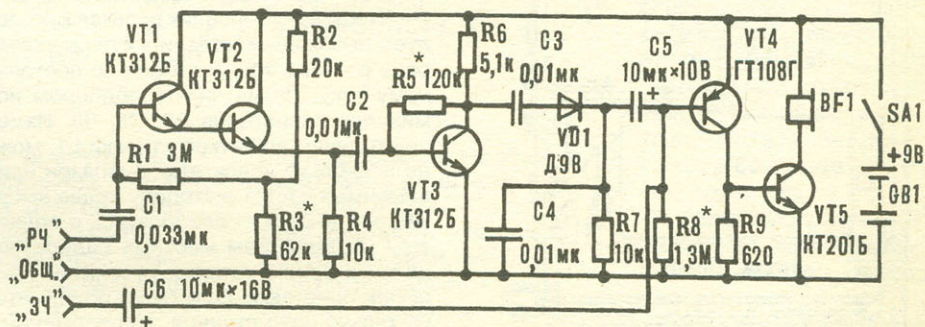 VT1
КТ312Б
VT2
КТ312Б
R2
20к
C2
0,01мк
*
R5 120к
R6
5,1к
C3
0,01мк
VD1
Д9В
C5
10мк×10В
+
VT4
ГТ108Г
BF1
SA1
+9В
GB1
R1 3М
C1
0,033мк
R3*
62к
R4
10к
VT3
КТ312Б
C4
0,01мк
R7
10к
R8*
1,3М
R9
620
VT5
КТ201Б
„РЧ"
„ОБЩ."
„ЗЧ"
C6 10мк×16В
+